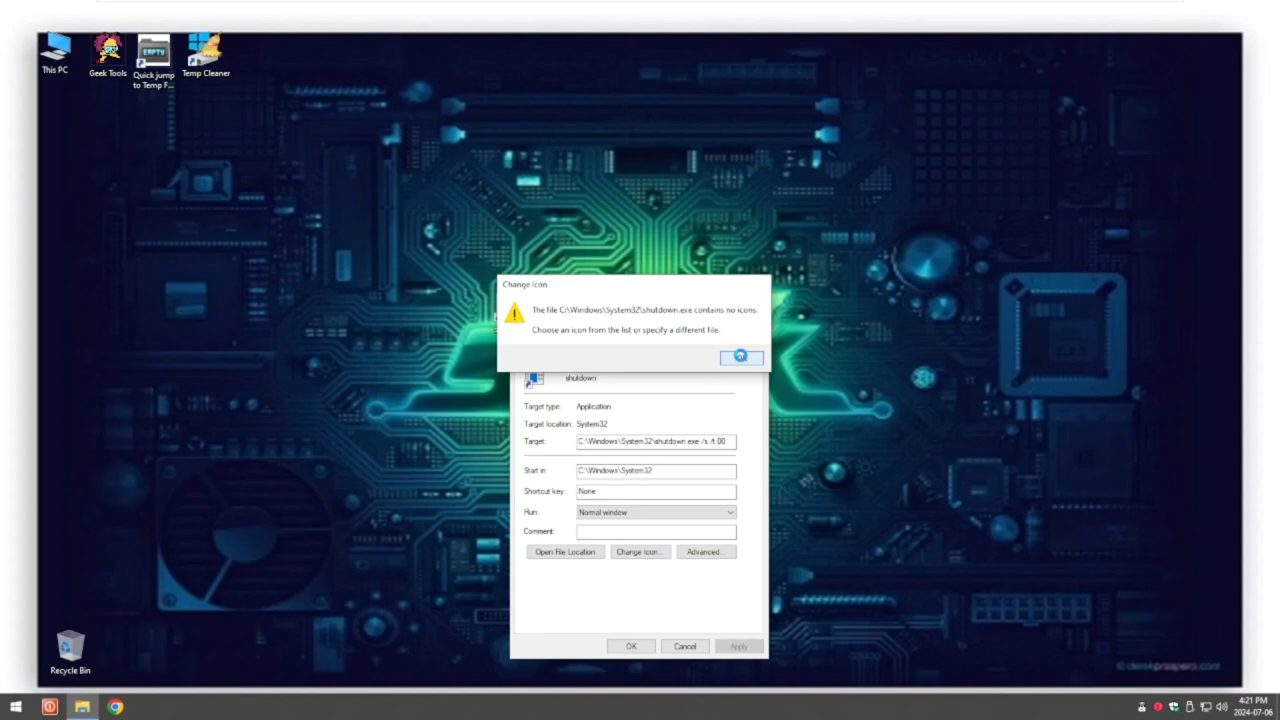 This PC
Geek Tools
Quick jump
to Temp F...
Temp Cleaner
EMPTY
Change Icon
The file C:\Windows\System32\shutdown.exe contains no icons.
Choose an icon from the list or specify a different file.
shutdown
Target type: Application
Target location: System32
Target: C:\Windows\System32\shutdown.exe /s /t 00
Start in: C:\Windows\System32
Shortcut key: None
Run: Normal window
Comment:
Open File Location Change Icon... Advanced...
OK Cancel Apply
Recycle Bin
4:21 PM
2024-07-06